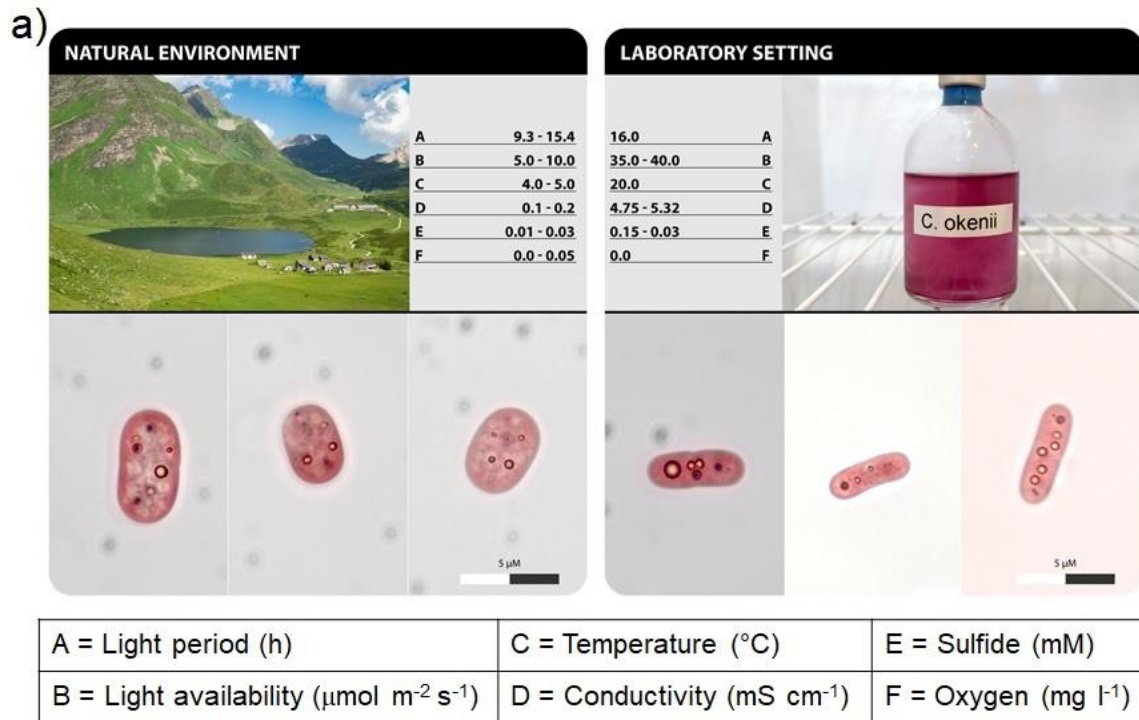 a)
NATURAL ENVIRONMENT
A 9.3 - 15.4
B 5.0 - 10.0
C 4.0 - 5.0
D 0.1 - 0.2
E 0.01 - 0.03
F 0.0 - 0.05
5 µM
LABORATORY SETTING
16.0 A
35.0 - 40.0 B
20.0 C
4.75 - 5.32 D
0.15 - 0.03 E
0.0 F
C. okenii
5 µM
A = Light period (h) C = Temperature (°C) E = Sulfide (mM)
B = Light availability (µmol m⁻² s⁻¹) D = Conductivity (mS cm⁻¹) F = Oxygen (mg l⁻¹)